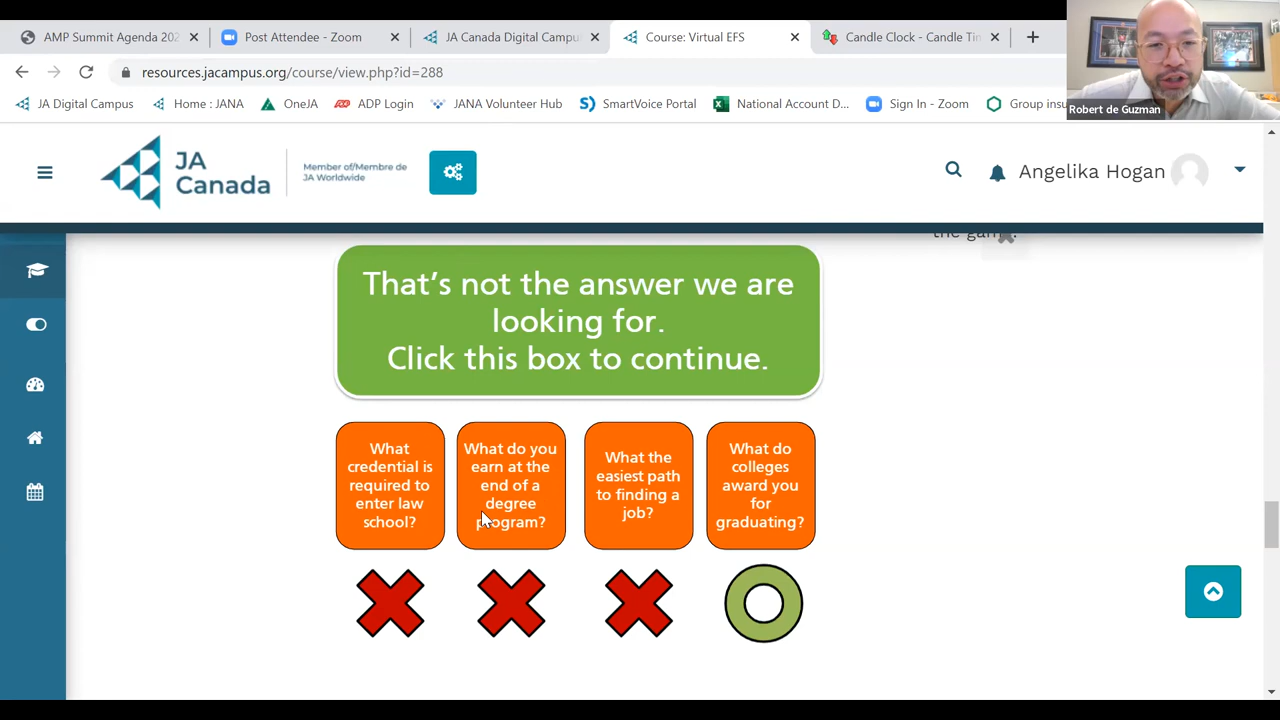 AMP Summit Agenda 202
Post Attendee - Zoom
JA Canada Digital Campu
Course: Virtual EFS
Candle Clock - Candle Tin
resources.jacampus.org/course/view.php?id=288
JA Digital Campus
Home : JANA
OneJA
ADP Login
JANA Volunteer Hub
SmartVoice Portal
National Account D...
Sign In - Zoom
Group insu
Robert de Guzman
JA
Canada
Member of/Membre de
JA Worldwide
Angelika Hogan
the game.
That's not the answer we are
looking for.
Click this box to continue.
What
credential is
required to
enter law
school?
What do you
earn at the
end of a
degree
program?
What the
easiest path
to finding a
job?
What do
colleges
award you
for
graduating?